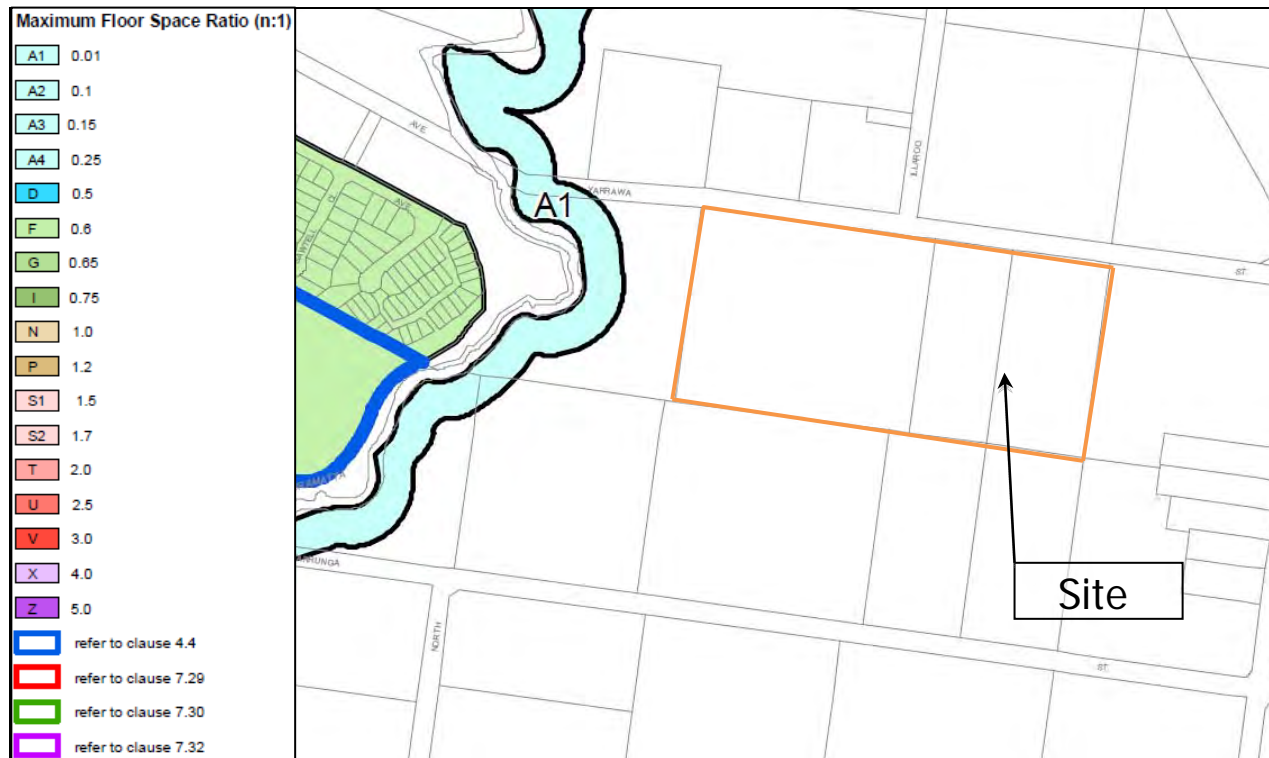 Maximum Floor Space Ratio (n:1)
A1 0.01
A2 0.1
A3 0.15
A4 0.25
D 0.5
F 0.6
G 0.65
I 0.75
N 1.0
P 1.2
S1 1.5
S2 1.7
T 2.0
U 2.5
V 3.0
X 4.0
Z 5.0
refer to clause 4.4
refer to clause 7.29
refer to clause 7.30
refer to clause 7.32
AVE
ILLAROO
YARRAWA
A1
AVE
SAWTELL
ST.
Site
NORTH
ST.